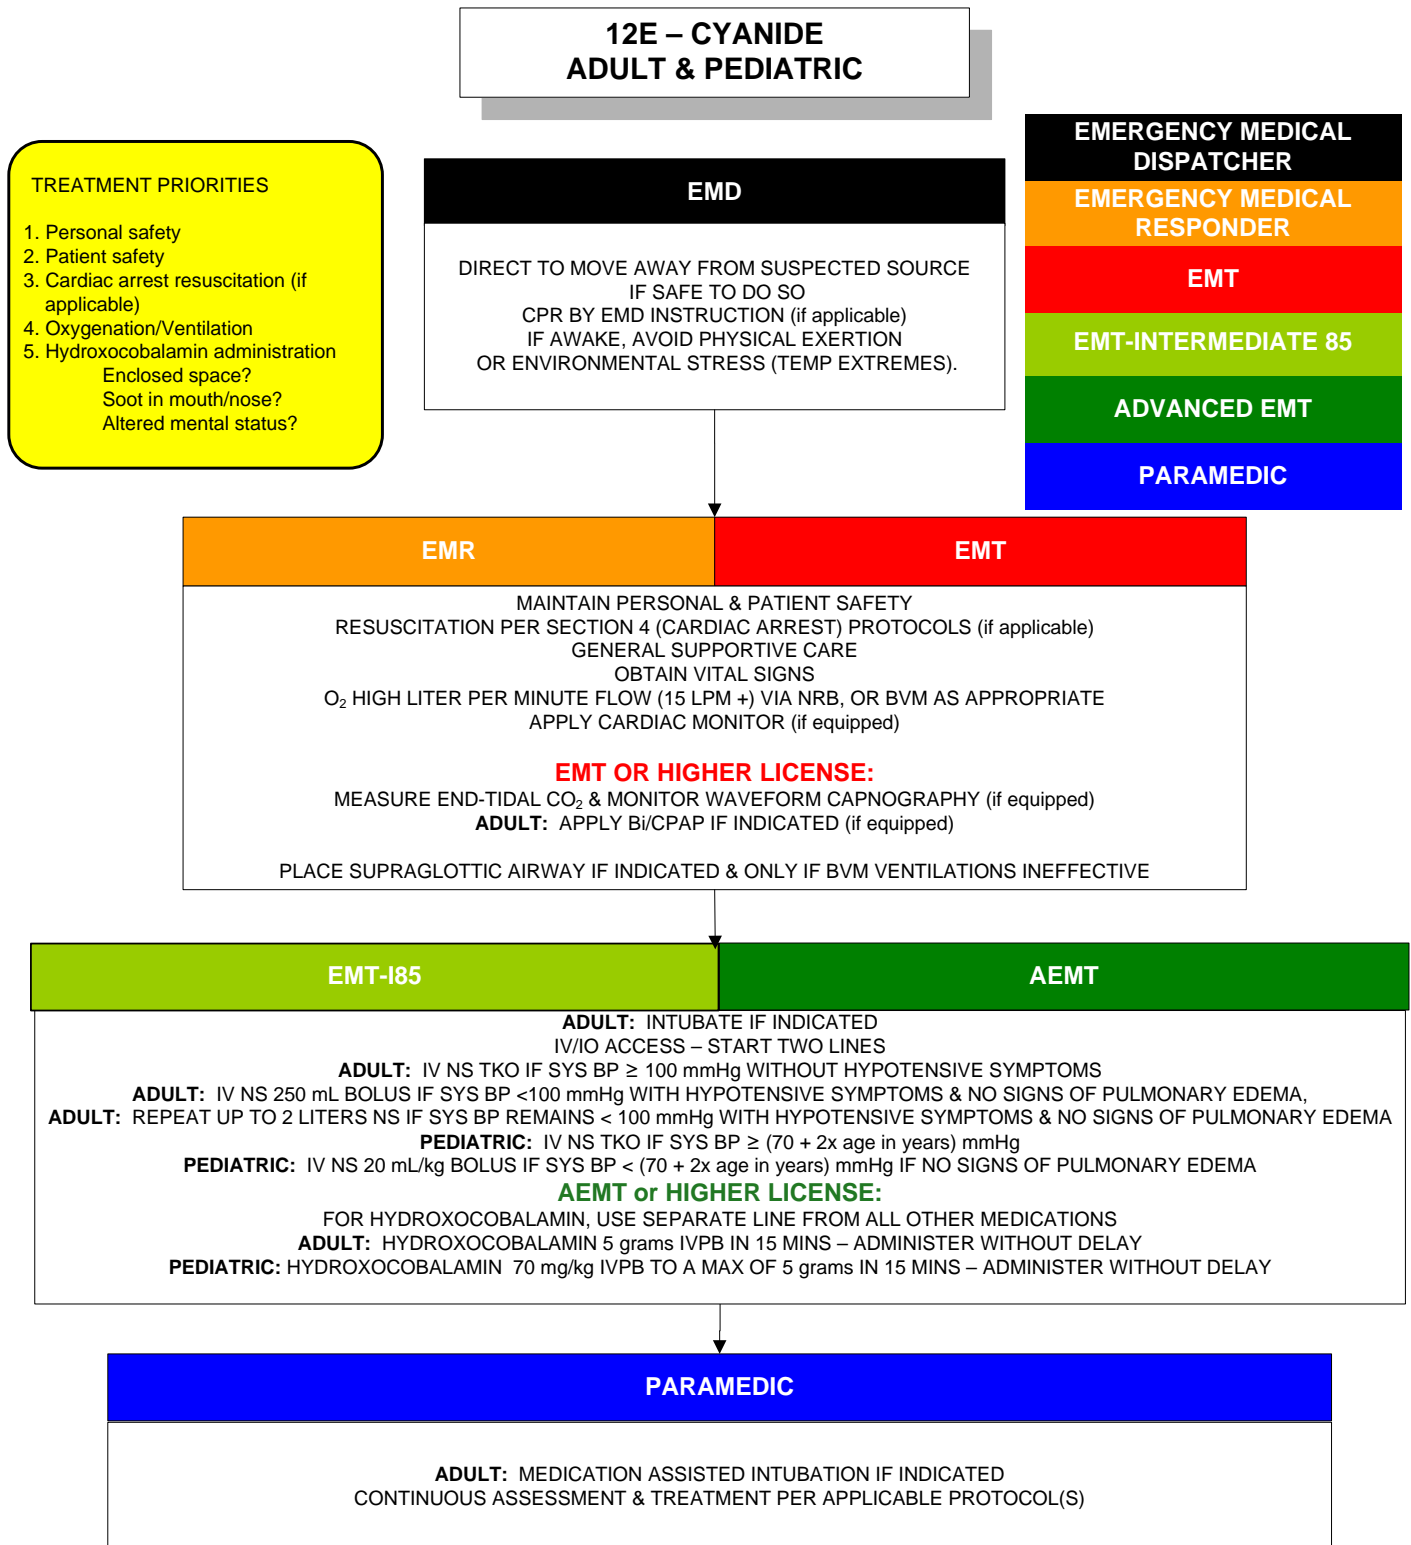 12E – CYANIDE
ADULT & PEDIATRIC
TREATMENT PRIORITIES
1. Personal safety
2. Patient safety
3. Cardiac arrest resuscitation (if
applicable)
4. Oxygenation/Ventilation
5. Hydroxocobalamin administration
Enclosed space?
Soot in mouth/nose?
Altered mental status?
EMD
DIRECT TO MOVE AWAY FROM SUSPECTED SOURCE
IF SAFE TO DO SO
CPR BY EMD INSTRUCTION (if applicable)
IF AWAKE, AVOID PHYSICAL EXERTION
OR ENVIRONMENTAL STRESS (TEMP EXTREMES).
EMERGENCY MEDICAL
DISPATCHER
EMERGENCY MEDICAL
RESPONDER
EMT
EMT-INTERMEDIATE 85
ADVANCED EMT
PARAMEDIC
EMR
EMT
MAINTAIN PERSONAL & PATIENT SAFETY
RESUSCITATION PER SECTION 4 (CARDIAC ARREST) PROTOCOLS (if applicable)
GENERAL SUPPORTIVE CARE
OBTAIN VITAL SIGNS
O₂ HIGH LITER PER MINUTE FLOW (15 LPM +) VIA NRB, OR BVM AS APPROPRIATE
APPLY CARDIAC MONITOR (if equipped)
EMT OR HIGHER LICENSE:
MEASURE END-TIDAL CO₂ & MONITOR WAVEFORM CAPNOGRAPHY (if equipped)
ADULT: APPLY Bi/CPAP IF INDICATED (if equipped)
PLACE SUPRAGLOTTIC AIRWAY IF INDICATED & ONLY IF BVM VENTILATIONS INEFFECTIVE
EMT-I85
AEMT
ADULT: INTUBATE IF INDICATED
IV/IO ACCESS – START TWO LINES
ADULT: IV NS TKO IF SYS BP ≥ 100 mmHg WITHOUT HYPOTENSIVE SYMPTOMS
ADULT: IV NS 250 mL BOLUS IF SYS BP <100 mmHg WITH HYPOTENSIVE SYMPTOMS & NO SIGNS OF PULMONARY EDEMA,
ADULT: REPEAT UP TO 2 LITERS NS IF SYS BP REMAINS < 100 mmHg WITH HYPOTENSIVE SYMPTOMS & NO SIGNS OF PULMONARY EDEMA
PEDIATRIC: IV NS TKO IF SYS BP ≥ (70 + 2x age in years) mmHg
PEDIATRIC: IV NS 20 mL/kg BOLUS IF SYS BP < (70 + 2x age in years) mmHg IF NO SIGNS OF PULMONARY EDEMA
AEMT or HIGHER LICENSE:
FOR HYDROXOCOBALAMIN, USE SEPARATE LINE FROM ALL OTHER MEDICATIONS
ADULT: HYDROXOCOBALAMIN 5 grams IVPB IN 15 MINS – ADMINISTER WITHOUT DELAY
PEDIATRIC: HYDROXOCOBALAMIN 70 mg/kg IVPB TO A MAX OF 5 grams IN 15 MINS – ADMINISTER WITHOUT DELAY
PARAMEDIC
ADULT: MEDICATION ASSISTED INTUBATION IF INDICATED
CONTINUOUS ASSESSMENT & TREATMENT PER APPLICABLE PROTOCOL(S)